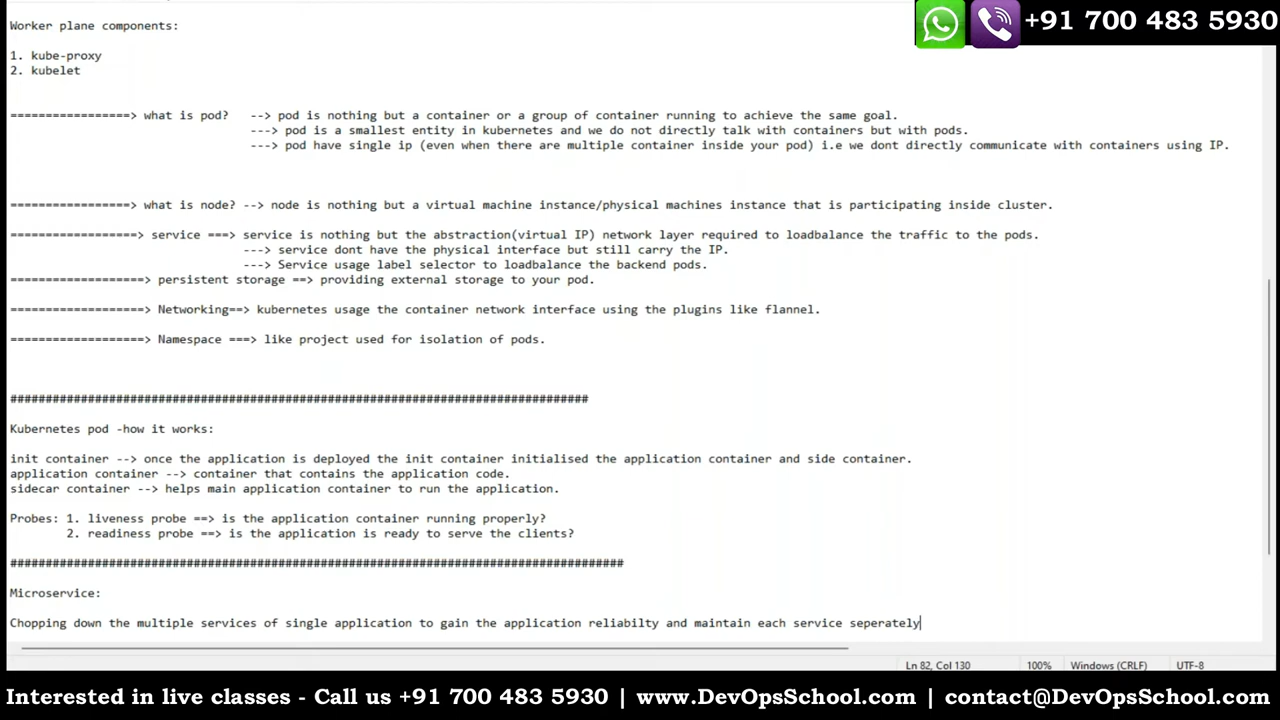 +91 700 483 5930
Worker plane components:
1. kube-proxy
2. kubelet
=================> what is pod? --> pod is nothing but a container or a group of container running to achieve the same goal.
---> pod is a smallest entity in kubernetes and we do not directly talk with containers but with pods.
---> pod have single ip (even when there are multiple container inside your pod) i.e we dont directly communicate with containers using IP.
=================> what is node? --> node is nothing but a virtual machine instance/physical machines instance that is participating inside cluster.
==================> service ===> service is nothing but the abstraction(virtual IP) network layer required to loadbalance the traffic to the pods.
---> service dont have the physical interface but still carry the IP.
---> Service usage label selector to loadbalance the backend pods.
===================> persistent storage ==> providing external storage to your pod.
===================> Networking==> kubernetes usage the container network interface using the plugins like flannel.
===================> Namespace ===> like project used for isolation of pods.
##################################################################################
Kubernetes pod -how it works:
init container --> once the application is deployed the init container initialised the application container and side container.
application container --> container that contains the application code.
sidecar container --> helps main application container to run the application.
Probes: 1. liveness probe ==> is the application container running properly?
2. readiness probe ==> is the application is ready to serve the clients?
#######################################################################################
Microservice:
Chopping down the multiple services of single application to gain the application reliabilty and maintain each service seperately
Ln 82, Col 130 100% Windows (CRLF) UTF-8
Interested in live classes - Call us +91 700 483 5930 | www.DevOpsSchool.com | contact@DevOpsSchool.com